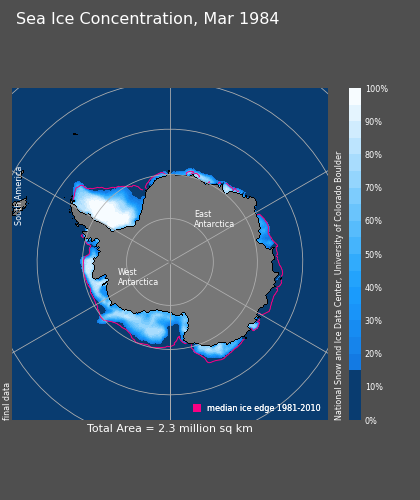 Sea Ice Concentration, Mar 1984
South America
East
Antarctica
West
Antarctica
final data
median ice edge 1981-2010
Total Area = 2.3 million sq km
National Snow and Ice Data Center, University of Colorado Boulder
100%
90%
80%
70%
60%
50%
40%
30%
20%
10%
0%